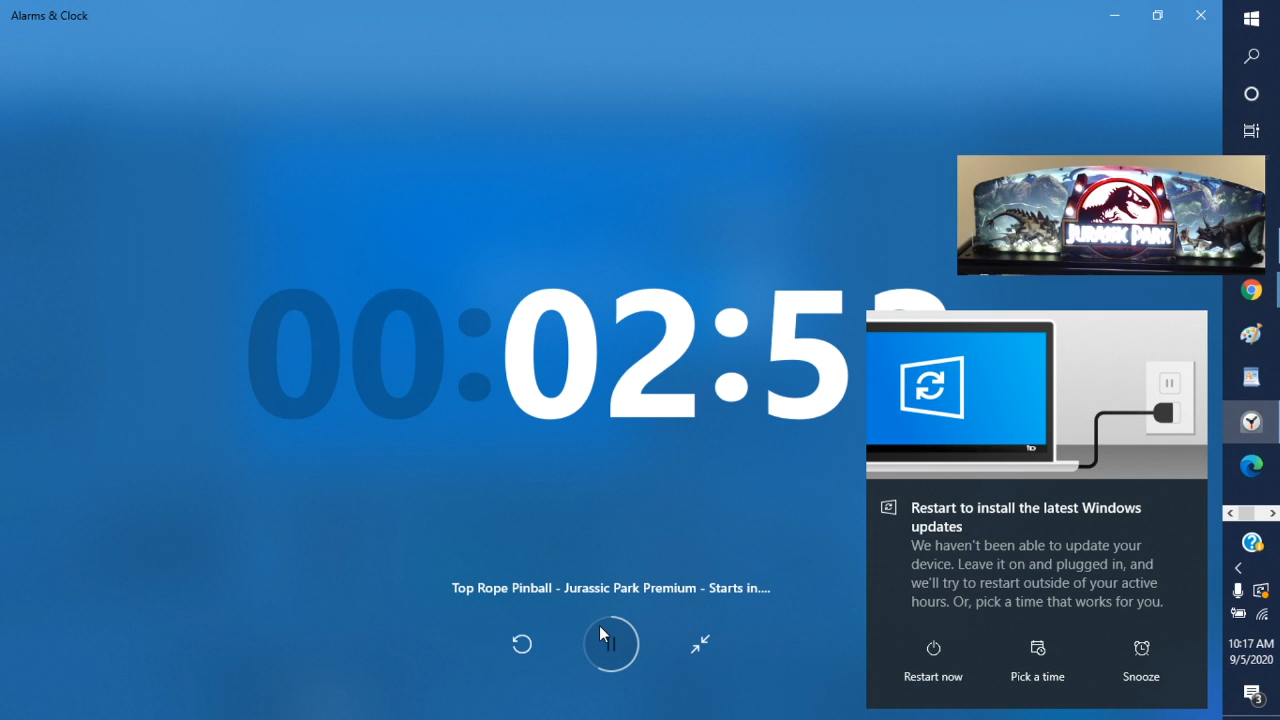 Alarms & Clock
JURASSIC PARK
00:02:5
Restart to install the latest Windows
updates
We haven't been able to update your
device. Leave it on and plugged in, and
we'll try to restart outside of your active
hours. Or, pick a time that works for you.
Top Rope Pinball - Jurassic Park Premium - Starts in....
Restart now
Pick a time
Snooze
10:17 AM
9/5/2020
3